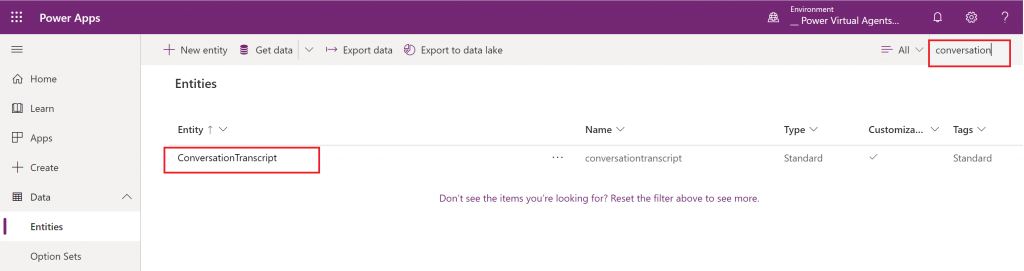 Power Apps
Environment
__ Power Virtual Agents...
?
New entity
Get data
Export data
Export to data lake
All
conversation
Home
Learn
Apps
Create
Data
Entities
Option Sets
Entities
Entity ↑ Name Type Customiza... Tags
ConversationTranscript ... conversationtranscript Standard ✓ Standard
Don't see the items you're looking for? Reset the filter above to see more.